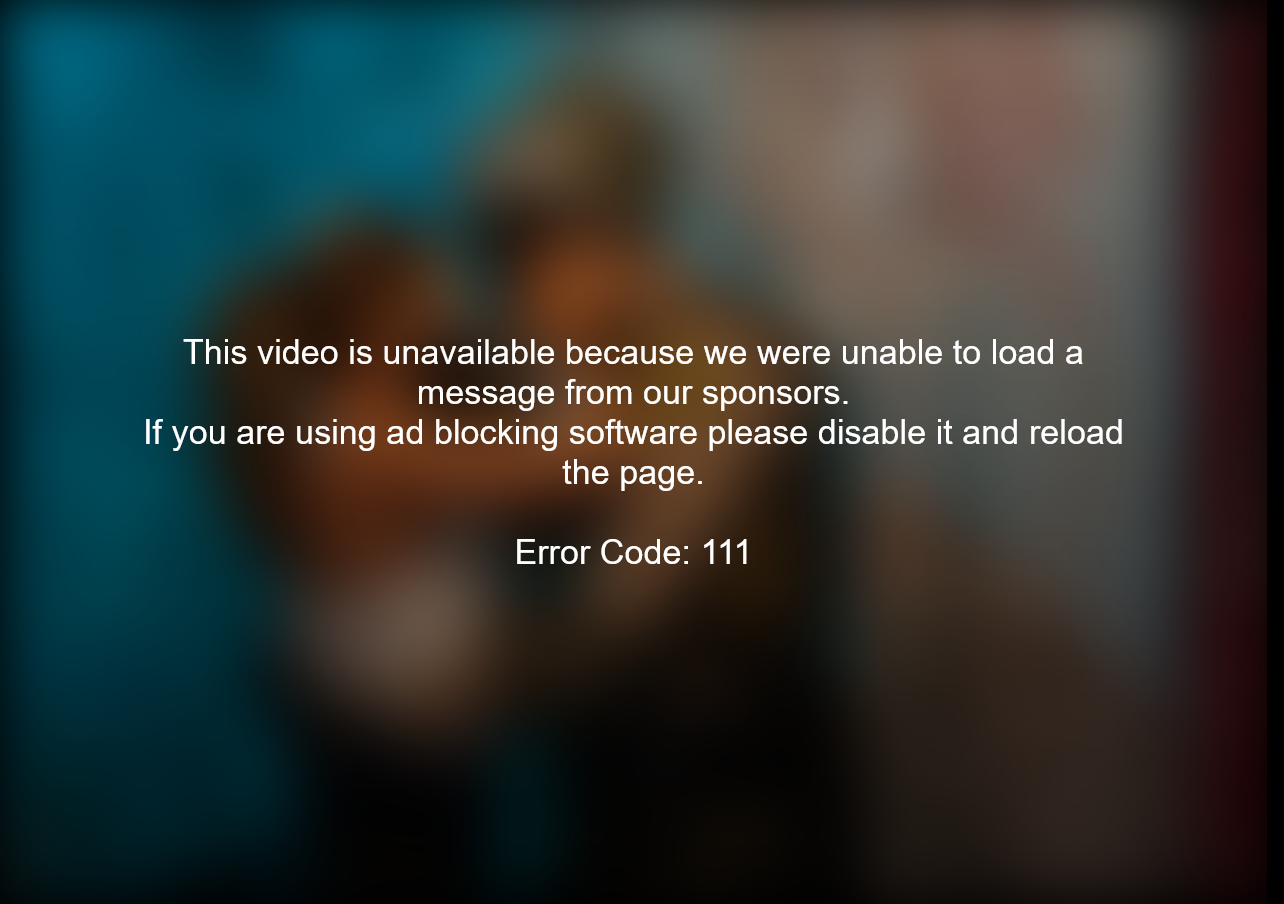 This video is unavailable because we were unable to load a
message from our sponsors.
If you are using ad blocking software please disable it and reload
the page.
Error Code: 111